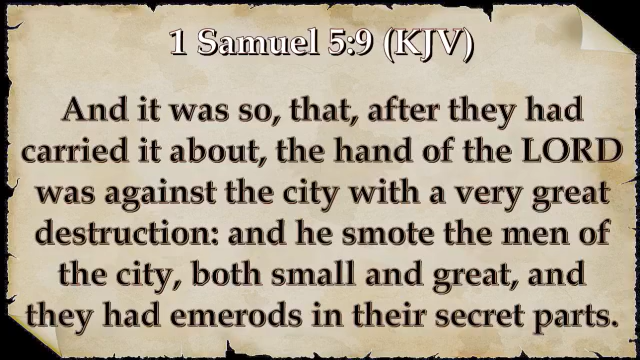 1 Samuel 5:9 (KJV)
And it was so, that, after they had
carried it about, the hand of the LORD
was against the city with a very great
destruction: and he smote the men of
the city, both small and great, and
they had emerods in their secret parts.